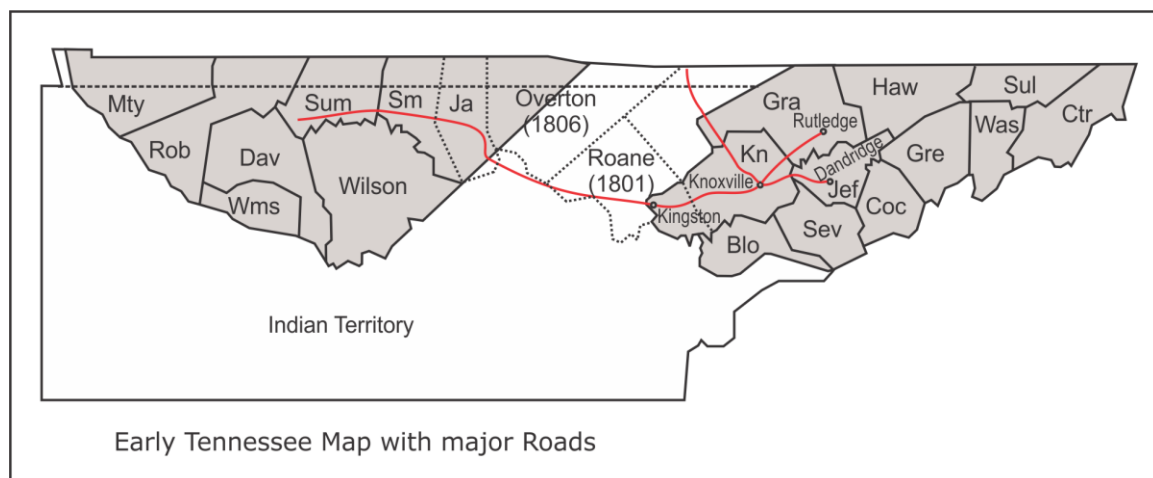 Mty
Rob
Dav
Wms
Sum
Sm
Ja
Wilson
Overton
(1806)
Roane
(1801)
Kingston
Knoxville
Kn
Gra
Rutledge
Dandridge
Jef
Haw
Sul
Was
Ctr
Gre
Coc
Sev
Blo
Indian Territory
Early Tennessee Map with major Roads